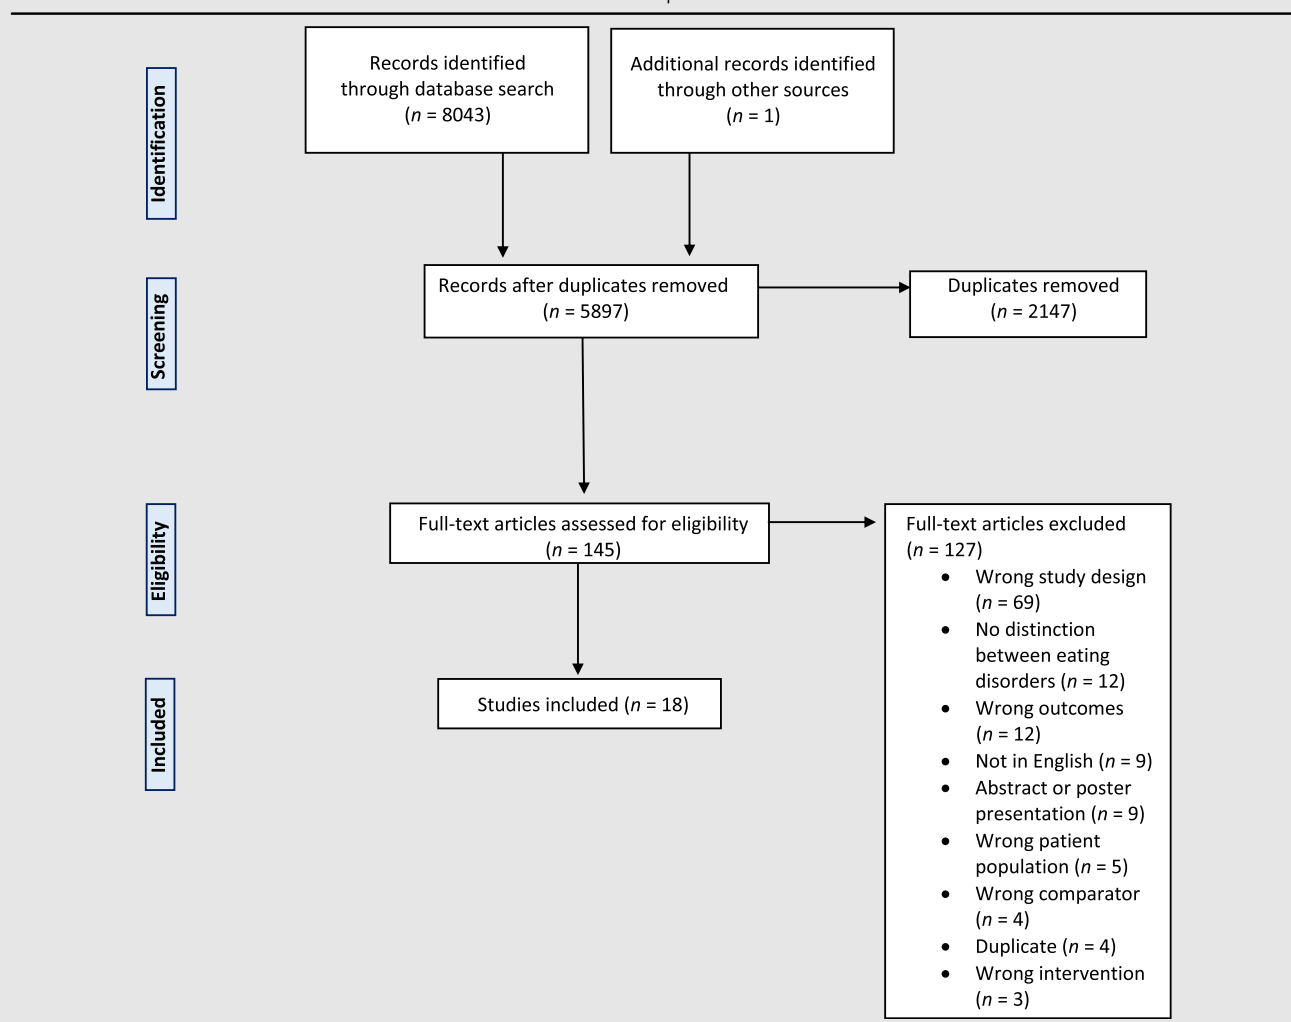 Identification
Records identified
through database search
(n = 8043)
Additional records identified
through other sources
(n = 1)
Screening
Records after duplicates removed
(n = 5897)
Duplicates removed
(n = 2147)
Eligibility
Full-text articles assessed for eligibility
(n = 145)
Full-text articles excluded
(n = 127)
• Wrong study design
(n = 69)
• No distinction
between eating
disorders (n = 12)
• Wrong outcomes
(n = 12)
• Not in English (n = 9)
• Abstract or poster
presentation (n = 9)
• Wrong patient
population (n = 5)
• Wrong comparator
(n = 4)
• Duplicate (n = 4)
• Wrong intervention
(n = 3)
Included
Studies included (n = 18)